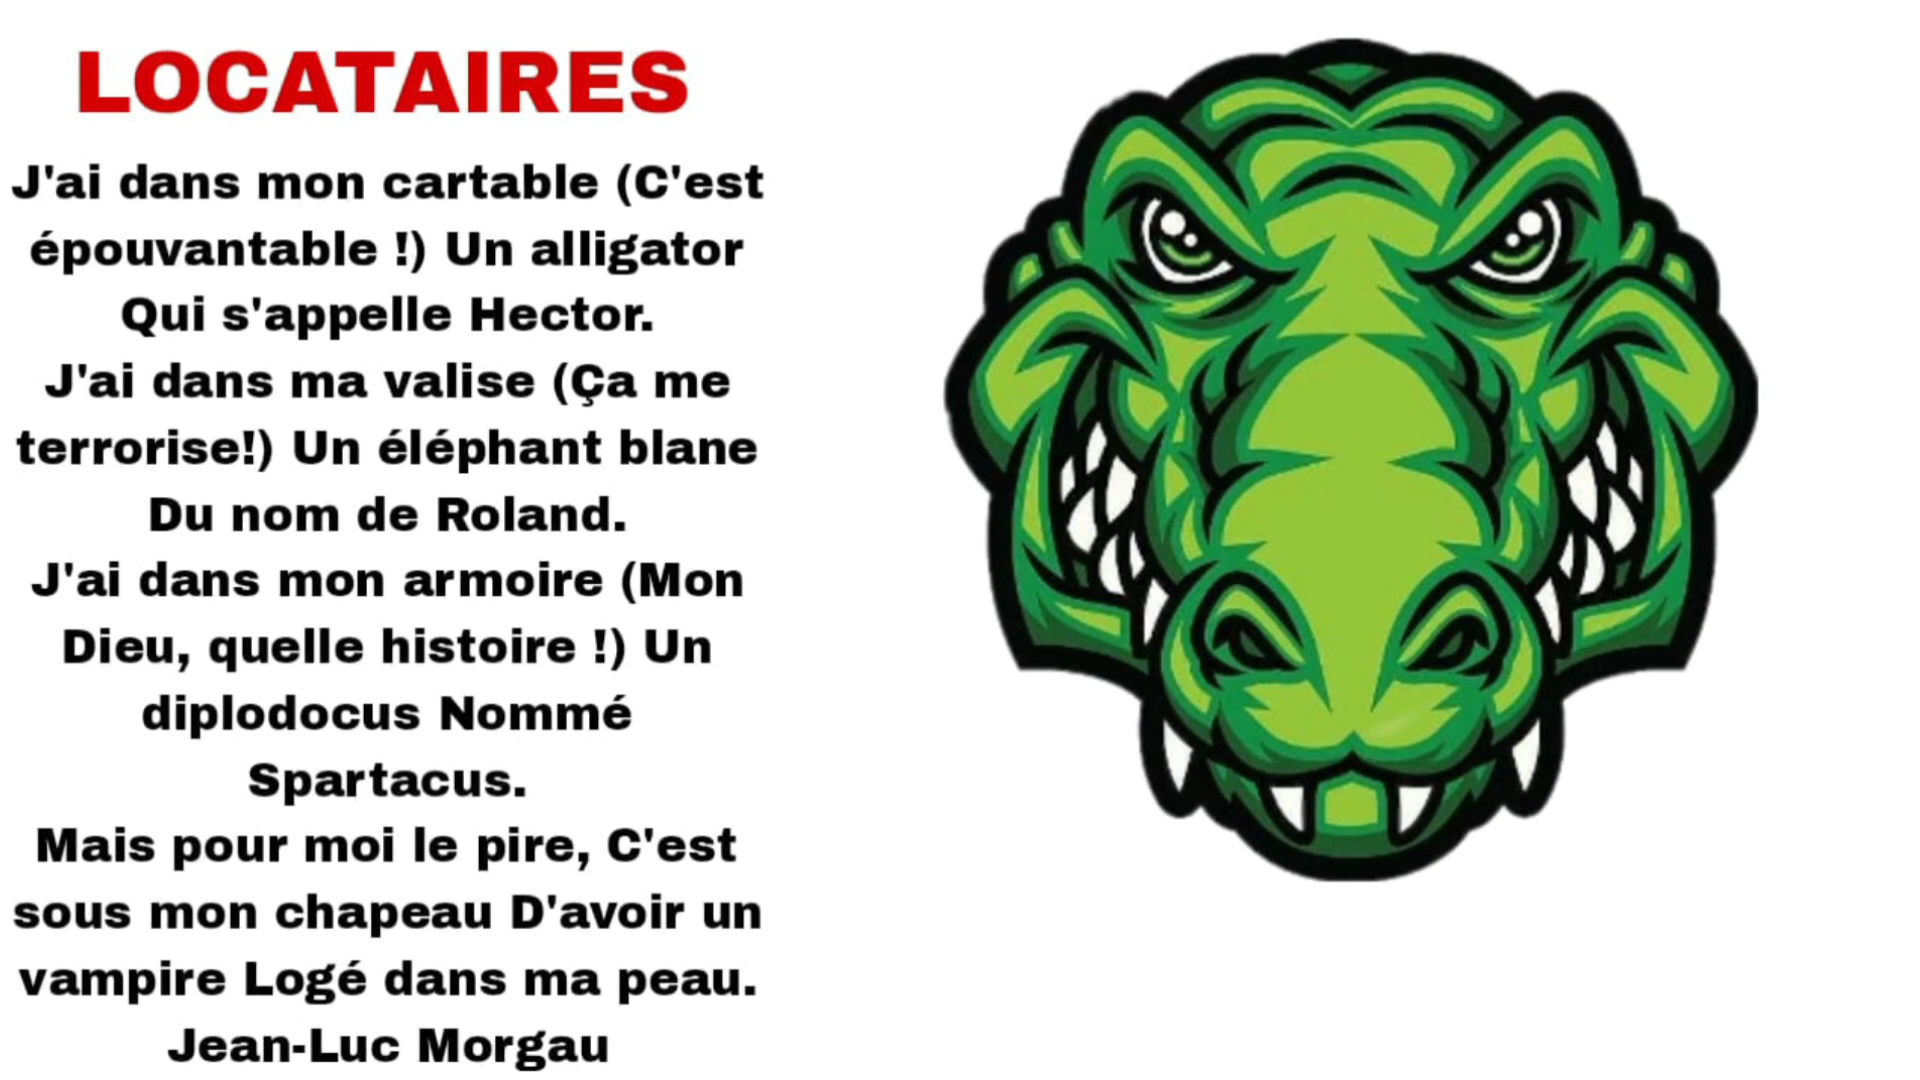 LOCATAIRES
J'ai dans mon cartable (C'est
épouvantable !) Un alligator
Qui s'appelle Hector.
J'ai dans ma valise (Ça me
terrorise!) Un éléphant blane
Du nom de Roland.
J'ai dans mon armoire (Mon
Dieu, quelle histoire !) Un
diplodocus Nommé
Spartacus.
Mais pour moi le pire, C'est
sous mon chapeau D'avoir un
vampire Logé dans ma peau.
Jean-Luc Morgau